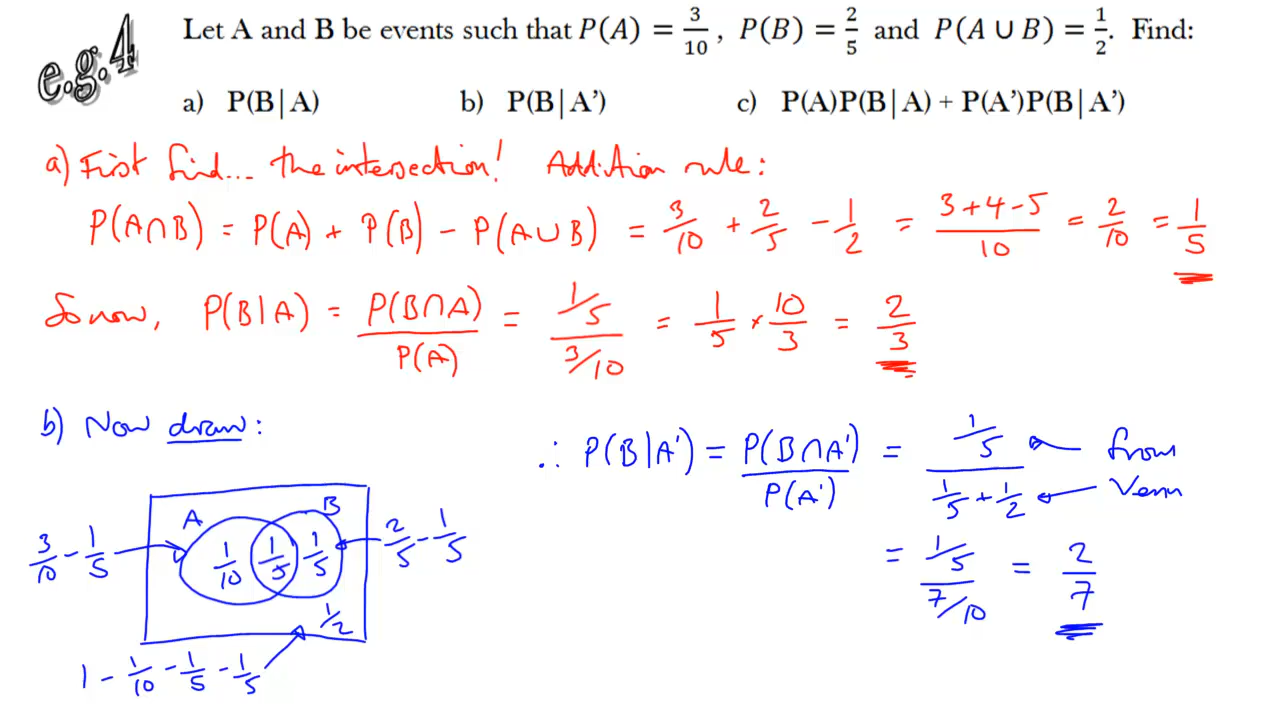 e.g.4
Let A and B be events such that P(A) = 3/10, P(B) = 2/5 and P(A ∪ B) = 1/2. Find:
a) P(B|A) b) P(B|A') c) P(A)P(B|A) + P(A')P(B|A')
a) First find... the intersection! Addition rule:
P(A∩B) = P(A) + P(B) - P(A∪B) = 3/10 + 2/5 - 1/2 = (3+4-5)/10 = 2/10 = 1/5
So now, P(B|A) = P(B∩A)/P(A) = (1/5)/(3/10) = 1/5 × 10/3 = 2/3
b) Now draw:
∴ P(B|A') = P(B∩A')/P(A') = (1/5)/(1/5 + 1/2) from Venn
= (1/5)/(7/10) = 2/7
A B
3/10 - 1/5 1/10 1/5 1/5 2/5 - 1/5
1/2
1 - 1/10 - 1/5 - 1/5